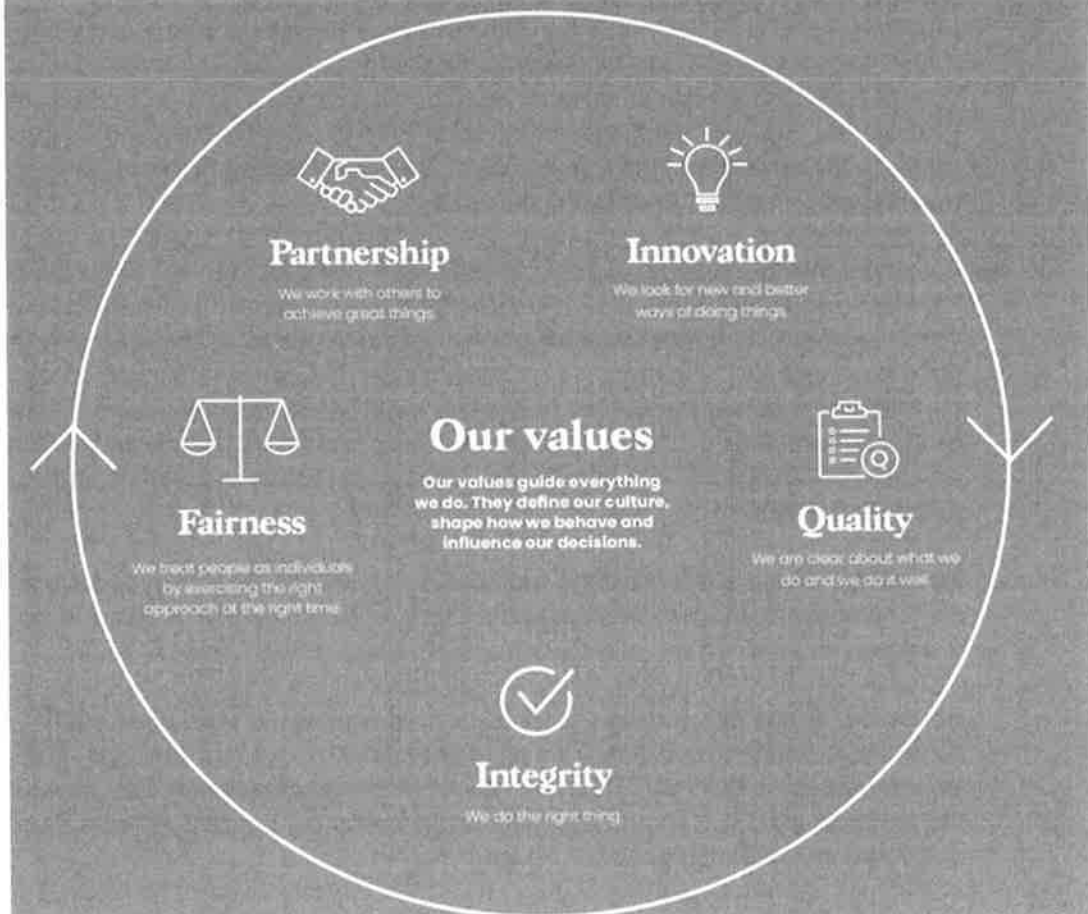 Partnership
We work with others to
achieve great things.
Innovation
We look for new and better
ways of doing things.
Fairness
We treat people as individuals
by exercising the right
approach at the right time.
Our values
Our values guide everything
we do. They define our culture,
shape how we behave and
influence our decisions.
Quality
We are clear about what we
do and we do it well.
Q
Integrity
We do the right thing.